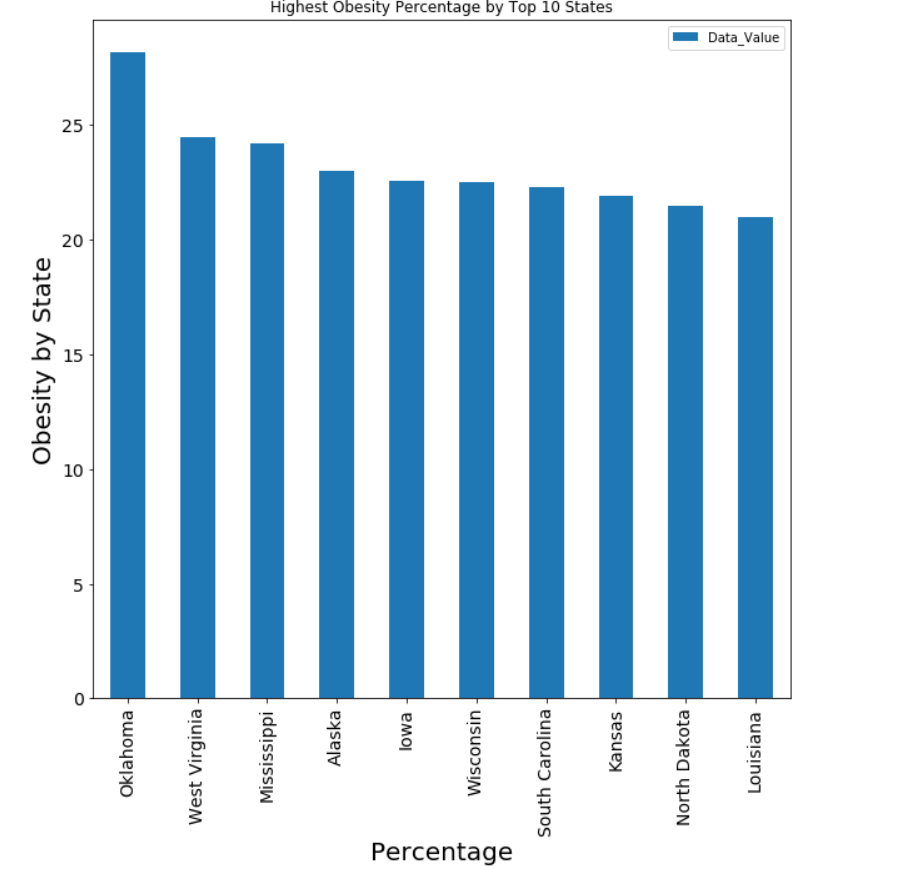 Highest Obesity Percentage by Top 10 States
Data_Value
Obesity by State
25
20
15
10
5
0
Oklahoma
West Virginia
Mississippi
Alaska
Iowa
Wisconsin
South Carolina
Kansas
North Dakota
Louisiana
Percentage